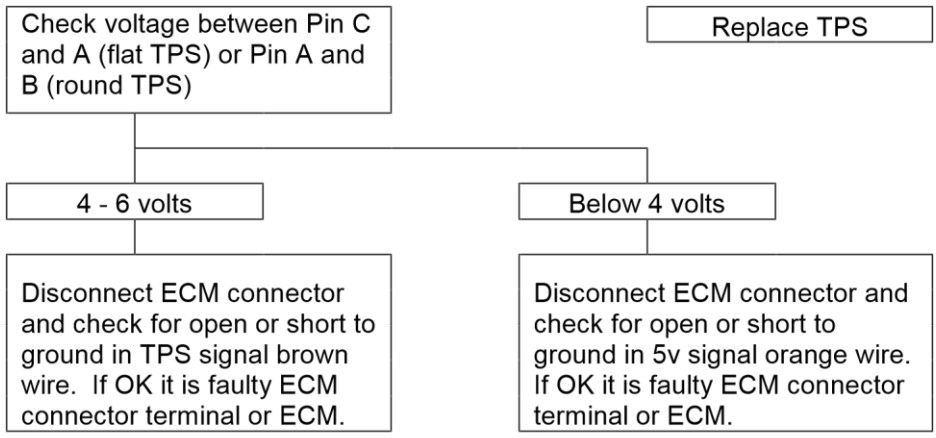 Check voltage between Pin C
and A (flat TPS) or Pin A and
B (round TPS)
Replace TPS
4 - 6 volts
Below 4 volts
Disconnect ECM connector
and check for open or short to
ground in TPS signal brown
wire.  If OK it is faulty ECM
connector terminal or ECM.
Disconnect ECM connector and
check for open or short to
ground in 5v signal orange wire.
If OK it is faulty ECM connector
terminal or ECM.